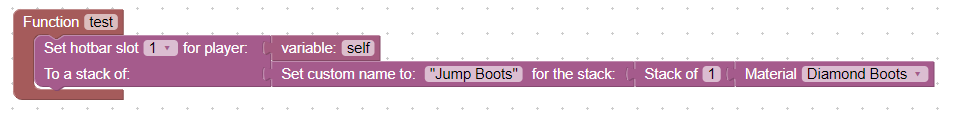 Function test
Set hotbar slot 1 for player: variable: self
To a stack of: Set custom name to: "Jump Boots" for the stack: Stack of 1 Material Diamond Boots